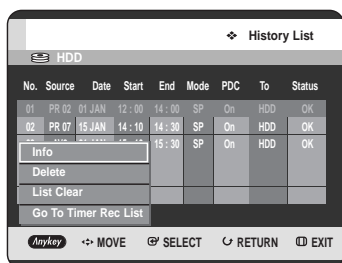 ❖ History List
HDD
No. Source Date Start End Mode PDC To Status
01 PR 02 01 JAN 12 : 00 14 : 00 SP On HDD OK
02 PR 07 15 JAN 14 : 10 14 : 30 SP On HDD OK
15 : 30 SP On HDD OK
Info
Delete
List Clear
Go To Timer Rec List
Anykey MOVE SELECT RETURN EXIT